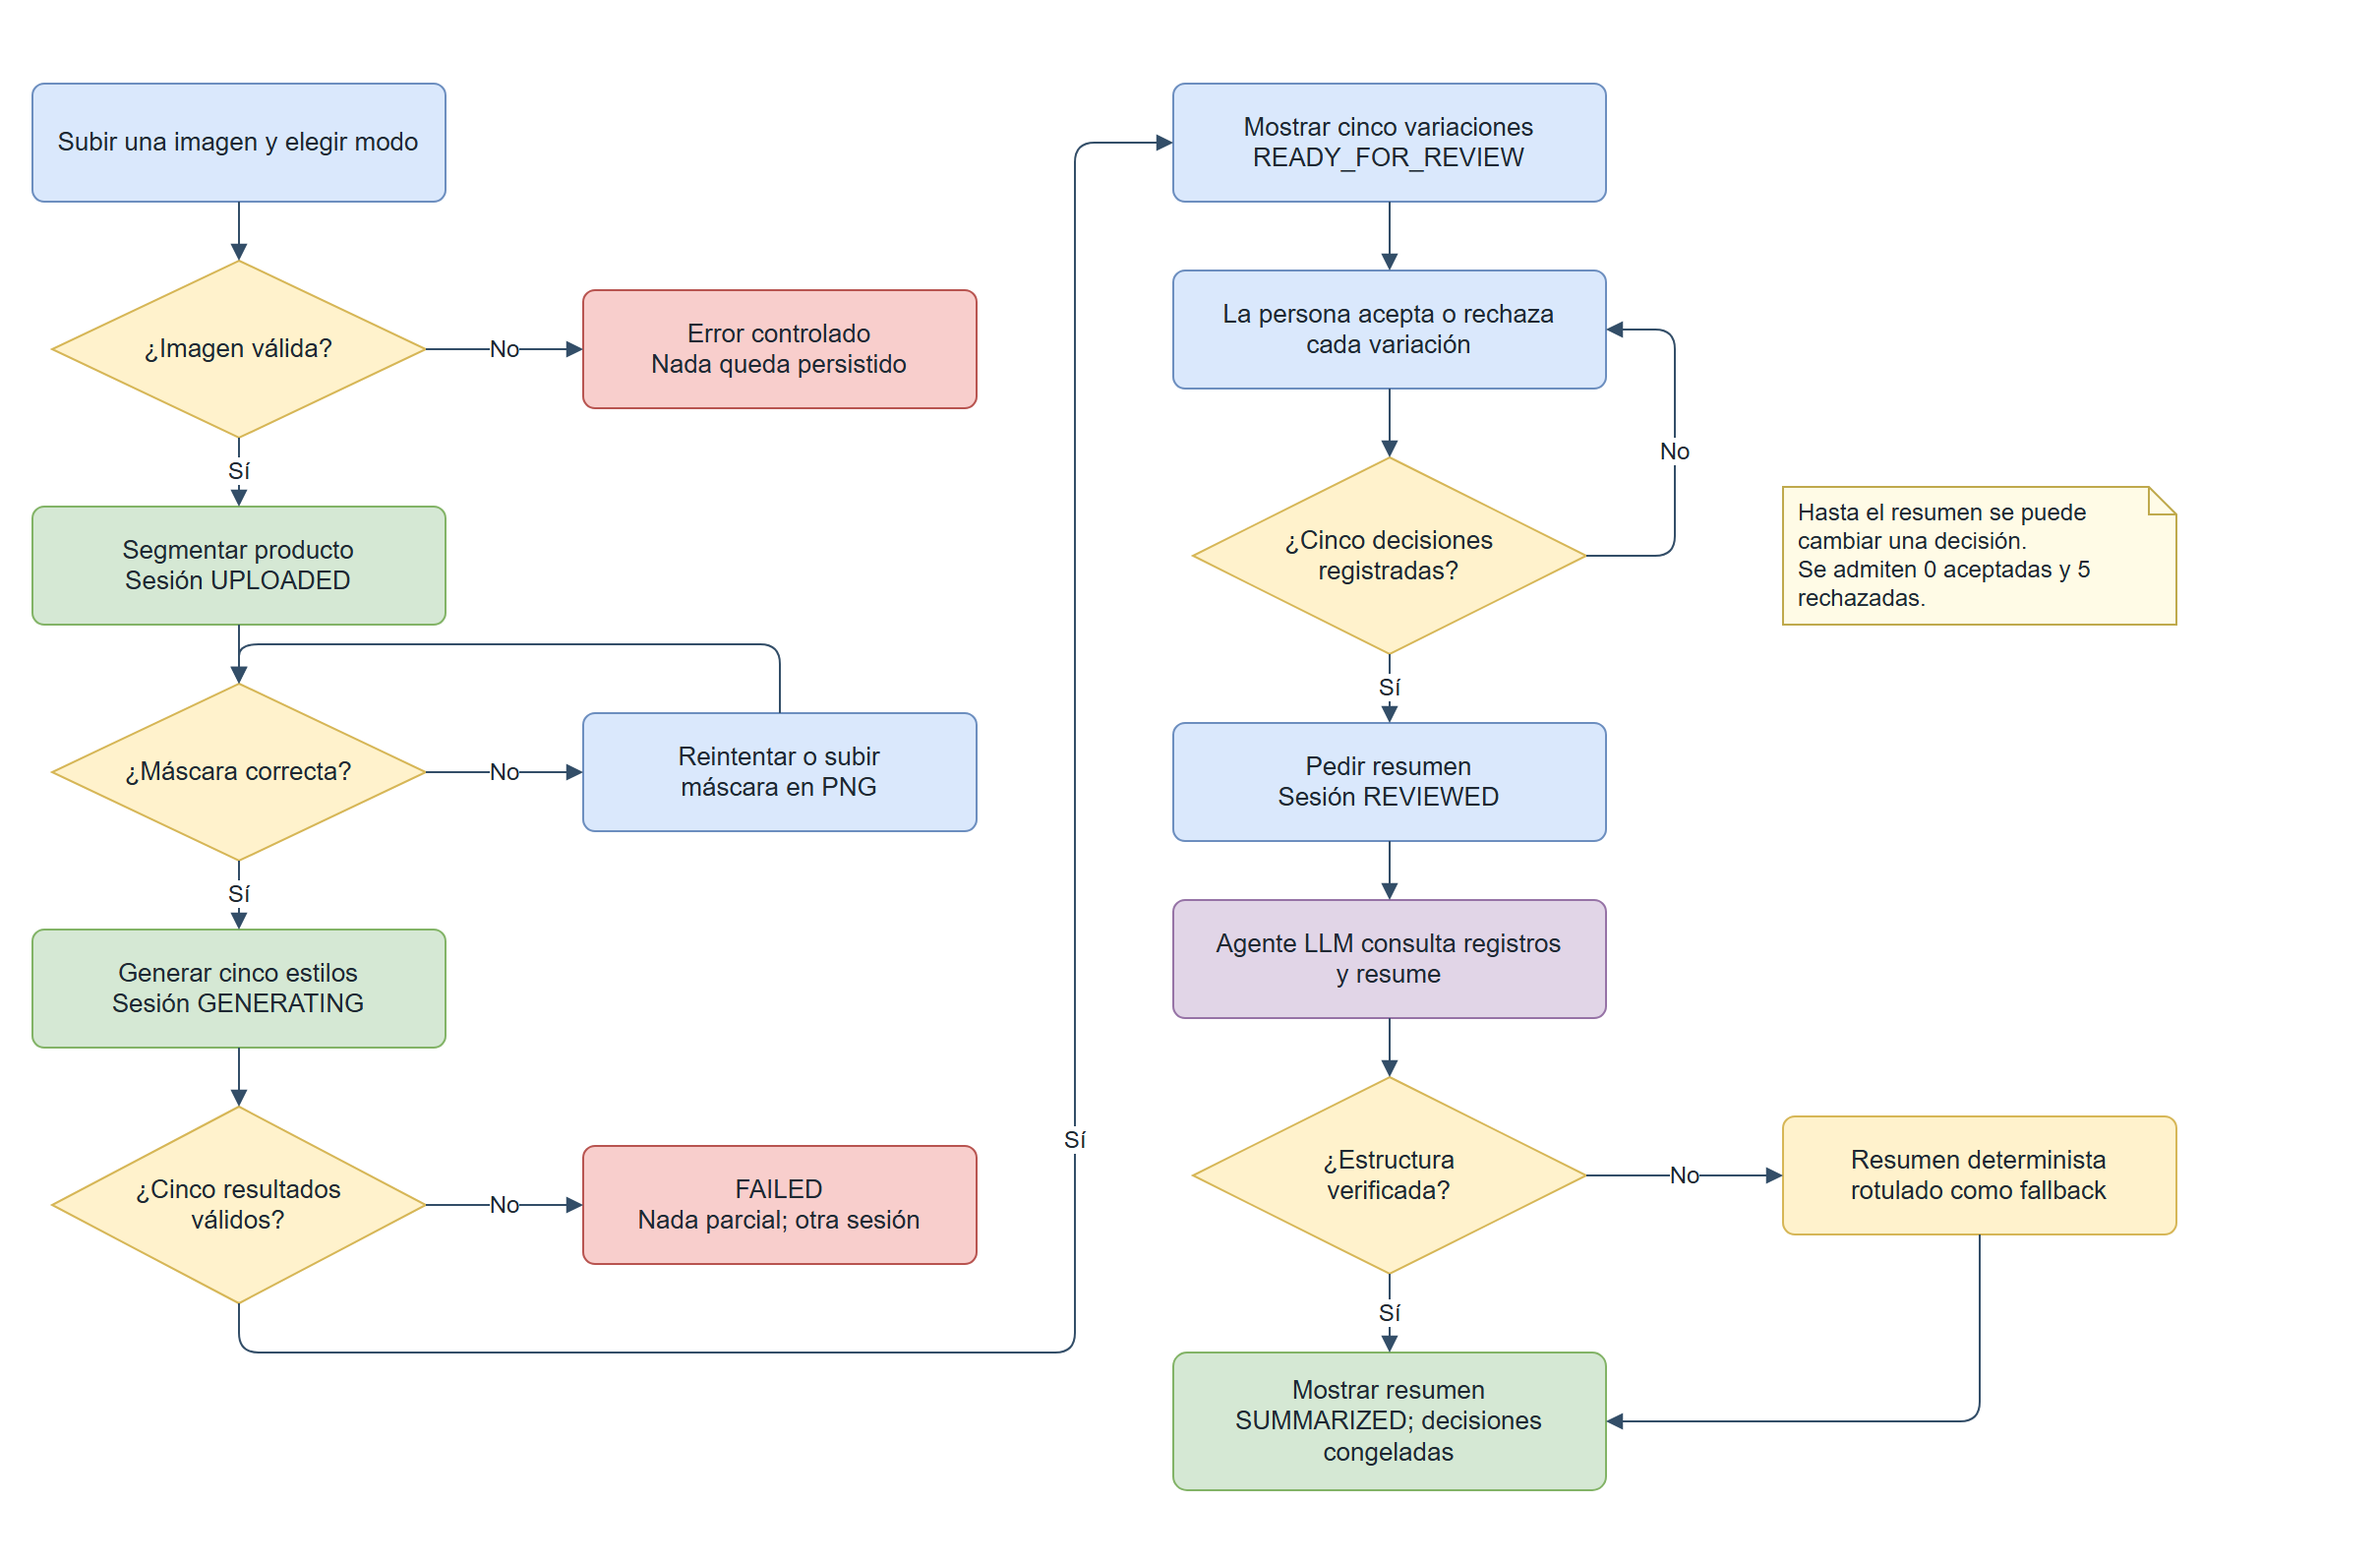 Subir una imagen y elegir modo
¿Imagen válida?
No
Error controlado
Nada queda persistido
Sí
Segmentar producto
Sesión UPLOADED
¿Máscara correcta?
No
Reintentar o subir
máscara en PNG
Sí
Generar cinco estilos
Sesión GENERATING
¿Cinco resultados
válidos?
No
FAILED
Nada parcial; otra sesión
Sí
Mostrar cinco variaciones
READY_FOR_REVIEW
La persona acepta o rechaza
cada variación
No
¿Cinco decisiones
registradas?
Hasta el resumen se puede
cambiar una decisión.
Se admiten 0 aceptadas y 5
rechazadas.
Sí
Pedir resumen
Sesión REVIEWED
Agente LLM consulta registros
y resume
¿Estructura
verificada?
No
Resumen determinista
rotulado como fallback
Sí
Mostrar resumen
SUMMARIZED; decisiones
congeladas